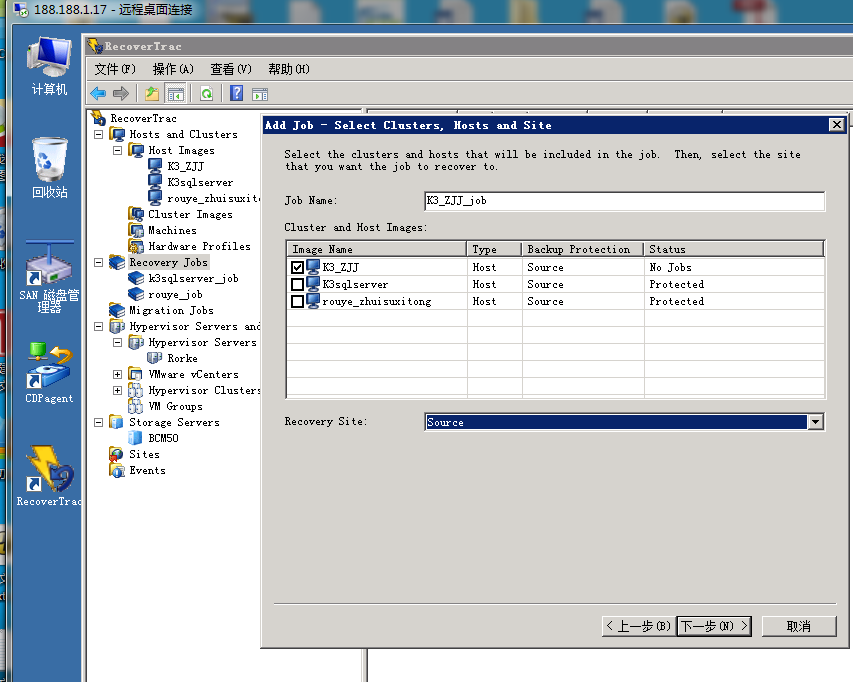 188.188.1.17 - 远程桌面连接
计算机
回收站
SAN 磁盘管
理器
CDPagent
RecoverTrac
RecoverTrac
文件(F) 操作(A) 查看(V) 帮助(H)
RecoverTrac
Hosts and Clusters
Host Images
K3_ZJJ
K3sqlserver
rouye_zhuisuxito
Cluster Images
Machines
Hardware Profiles
Recovery Jobs
k3sqlserver_job
rouye_job
Migration Jobs
Hypervisor Servers and
Hypervisor Servers
Rorke
VMware vCenters
Hypervisor Clusters
VM Groups
Storage Servers
BCM50
Sites
Events
Add Job - Select Clusters, Hosts and Site
Select the clusters and hosts that will be included in the job. Then, select the site
that you want the job to recover to.
Job Name: K3_ZJJ_job
Cluster and Host Images:
Image Name Type Backup Protection Status
K3_ZJJ Host Source No Jobs
K3sqlserver Host Source Protected
rouye_zhuisuxitong Host Source Protected
Recovery Site: Source
< 上一步(B) 下一步(N) > 取消